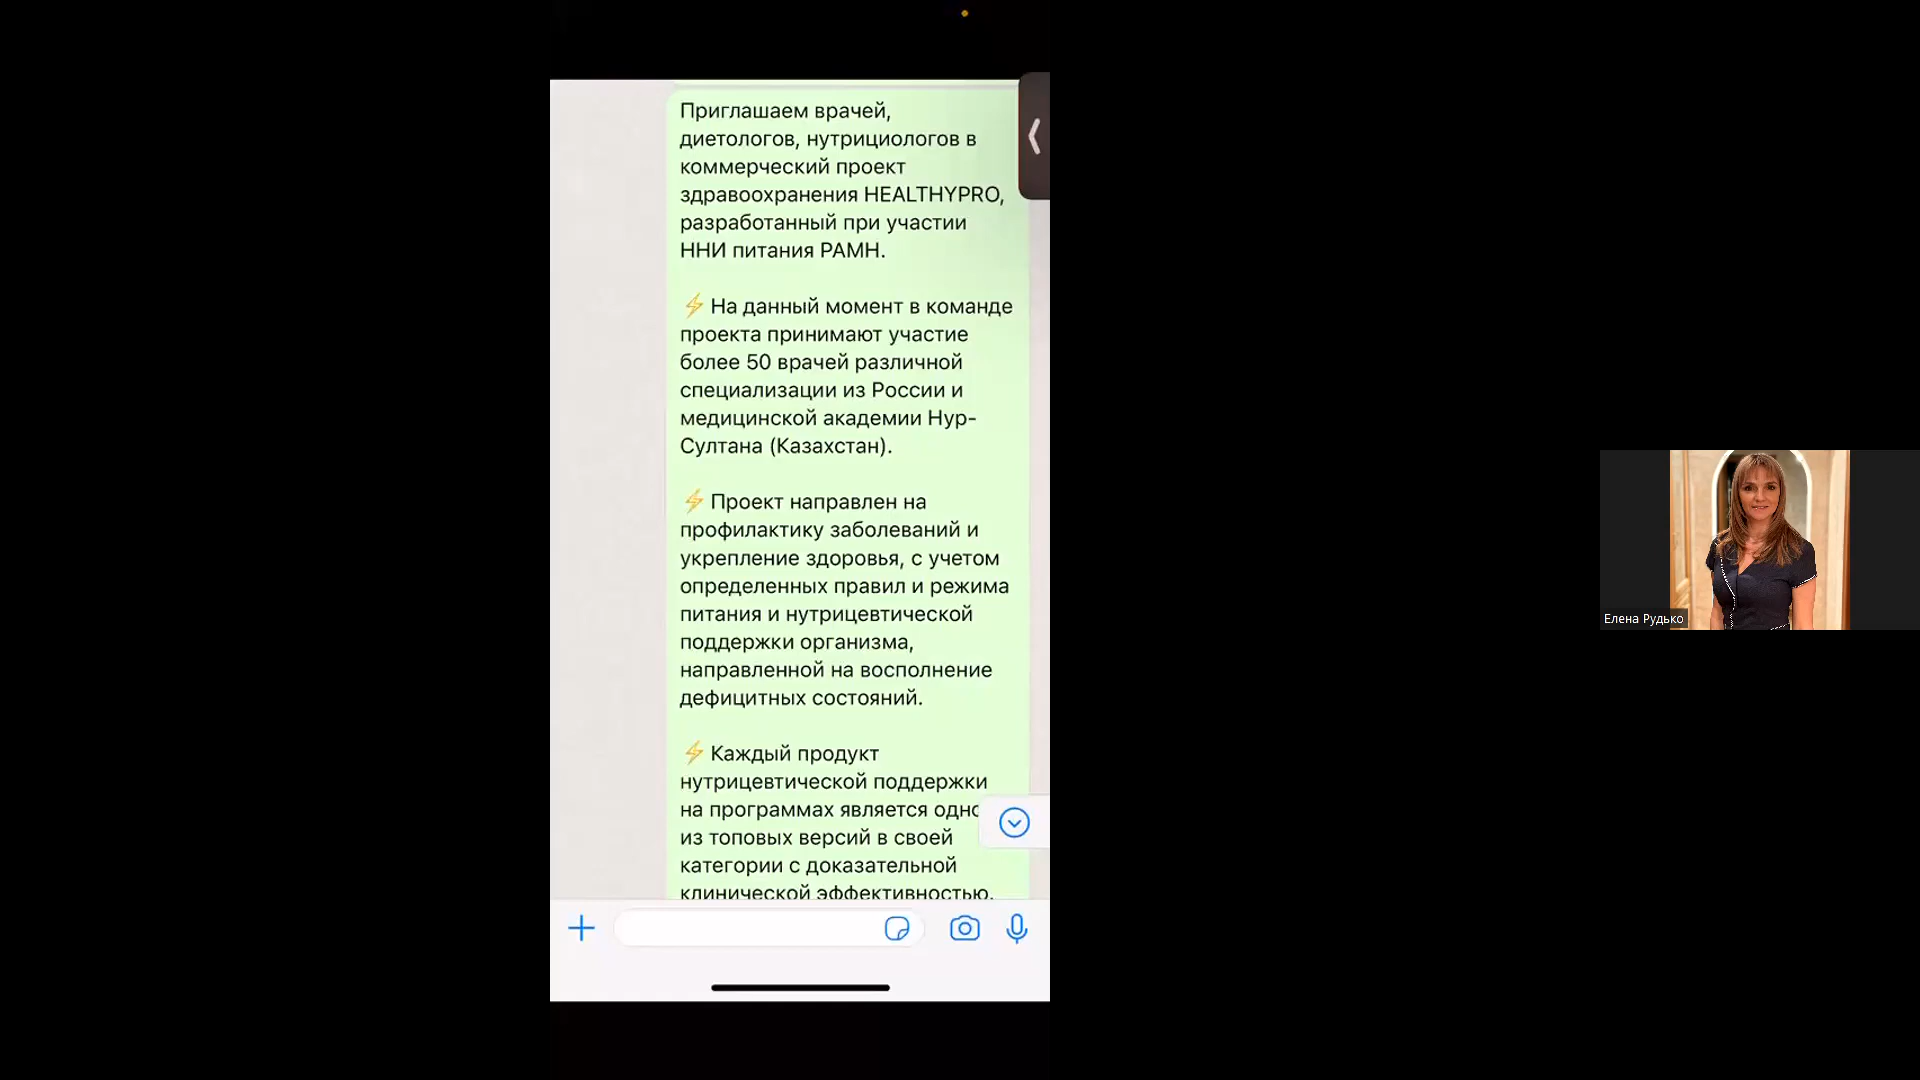 Приглашаем врачей,
диетологов, нутрициологов в
коммерческий проект
здравоохранения HEALTHYPRO,
разработанный при участии
ННИ питания РАМН.
⚡ На данный момент в команде
проекта принимают участие
более 50 врачей различной
специализации из России и
медицинской академии Нур-
Султана (Казахстан).
⚡ Проект направлен на
профилактику заболеваний и
укрепление здоровья, с учетом
определенных правил и режима
питания и нутрицевтической
поддержки организма,
направленной на восполнение
дефицитных состояний.
⚡ Каждый продукт
нутрицевтической поддержки
на программах является
из топовых версий в своей
категории с доказательной
клинической эффективностью.
Елена Рудько